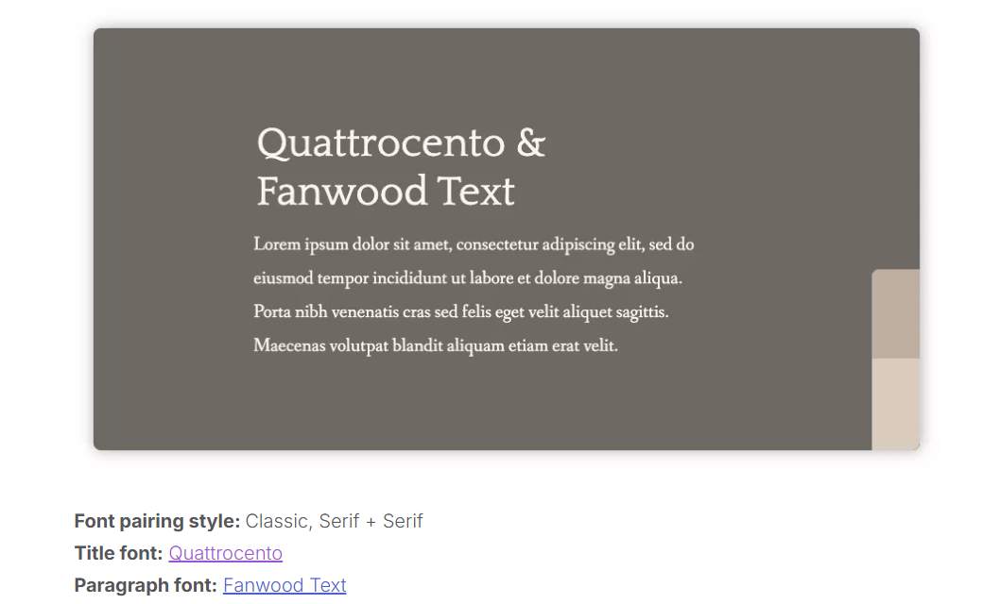 Quattrocento &
Fanwood Text
Lorem ipsum dolor sit amet, consectetur adipiscing elit, sed do
eiusmod tempor incididunt ut labore et dolore magna aliqua.
Porta nibh venenatis cras sed felis eget velit aliquet sagittis.
Maecenas volutpat blandit aliquam etiam erat velit.
Font pairing style: Classic, Serif + Serif
Title font: Quattrocento
Paragraph font: Fanwood Text